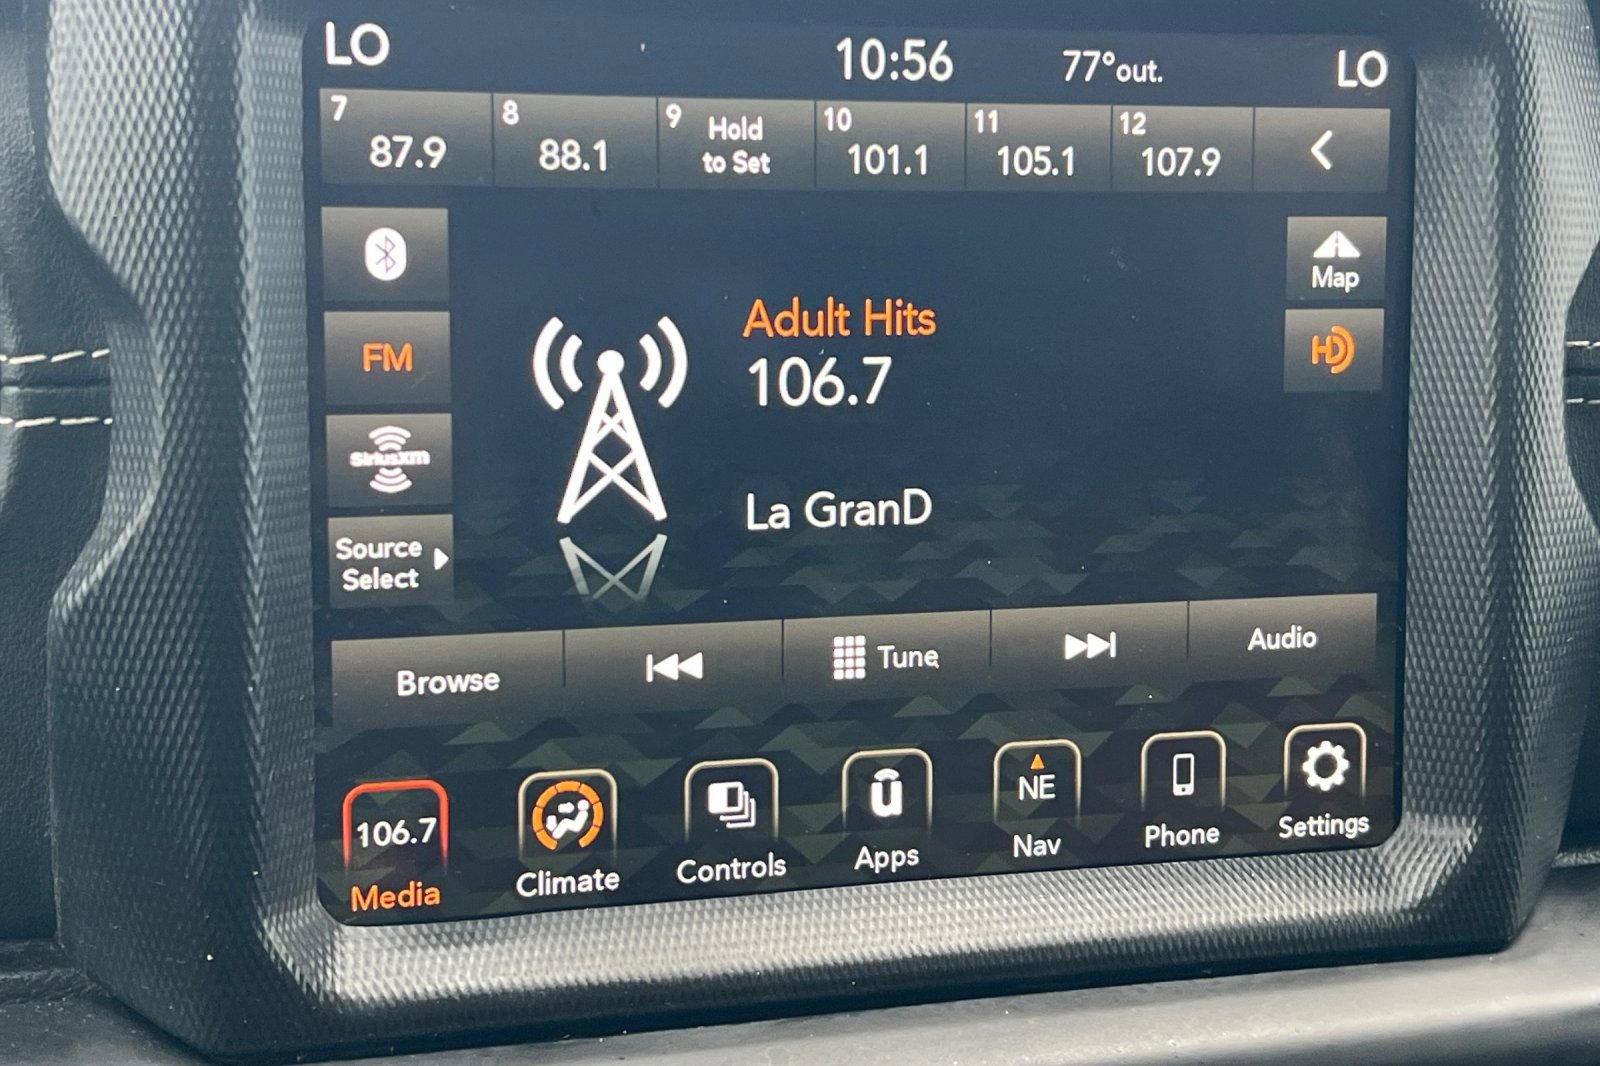 LO
10:56
77°out.
LO
7
87.9
8
88.1
9
Hold
to Set
10
101.1
11
105.1
12
107.9
Map
FM
HD
SiriusXM
Source
Select
Adult Hits
106.7
La GranD
Browse
Tune
Audio
106.7
Media
Climate
Controls
u
Apps
NE
Nav
Phone
Settings